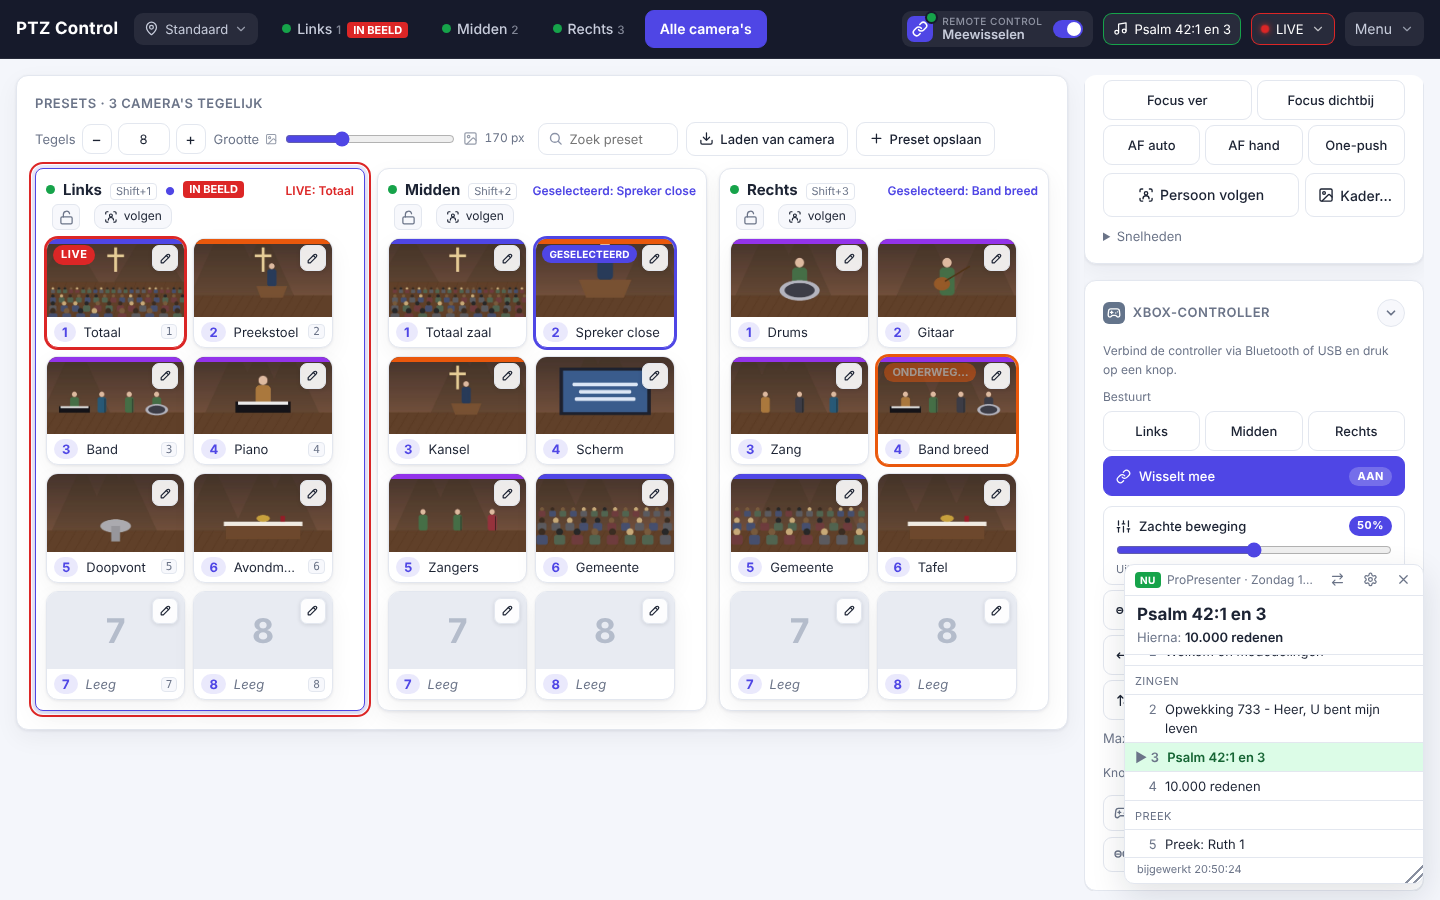 PTZ Control
Standaard
Links 1 IN BEELD
Midden 2
Rechts 3
Alle camera's
REMOTE CONTROL
Meewisselen
Psalm 42:1 en 3
LIVE
Menu
PRESETS · 3 CAMERA'S TEGELIJK
Tegels − 8 + Grootte 170 px
Zoek preset
Laden van camera
+ Preset opslaan
Links Shift+1 IN BEELD LIVE: Totaal
volgen
LIVE
1 Totaal 1
2 Preekstoel 2
3 Band 3
4 Piano 4
5 Doopvont 5
6 Avondm... 6
7
7 Leeg 7
8
8 Leeg 8
Midden Shift+2 Geselecteerd: Spreker close
volgen
1 Totaal zaal
GESELECTEERD
2 Spreker close
3 Kansel
4 Scherm
5 Zangers
6 Gemeente
7
7 Leeg
8
8 Leeg
Rechts Shift+3 Geselecteerd: Band breed
volgen
1 Drums
2 Gitaar
3 Zang
ONDERWEG...
4 Band breed
5 Gemeente
6 Tafel
7
7 Leeg
8
8 Leeg
Focus ver
Focus dichtbij
AF auto
AF hand
One-push
Persoon volgen
Kader...
Snelheden
XBOX-CONTROLLER
Verbind de controller via Bluetooth of USB en druk
op een knop.
Bestuurt
Links
Midden
Rechts
Wisselt mee AAN
Zachte beweging 50%
NU ProPresenter · Zondag 1...
Psalm 42:1 en 3
Hierna: 10.000 redenen
ZINGEN
2 Opwekking 733 - Heer, U bent mijn
leven
3 Psalm 42:1 en 3
4 10.000 redenen
PREEK
5 Preek: Ruth 1
bijgewerkt 20:50:24